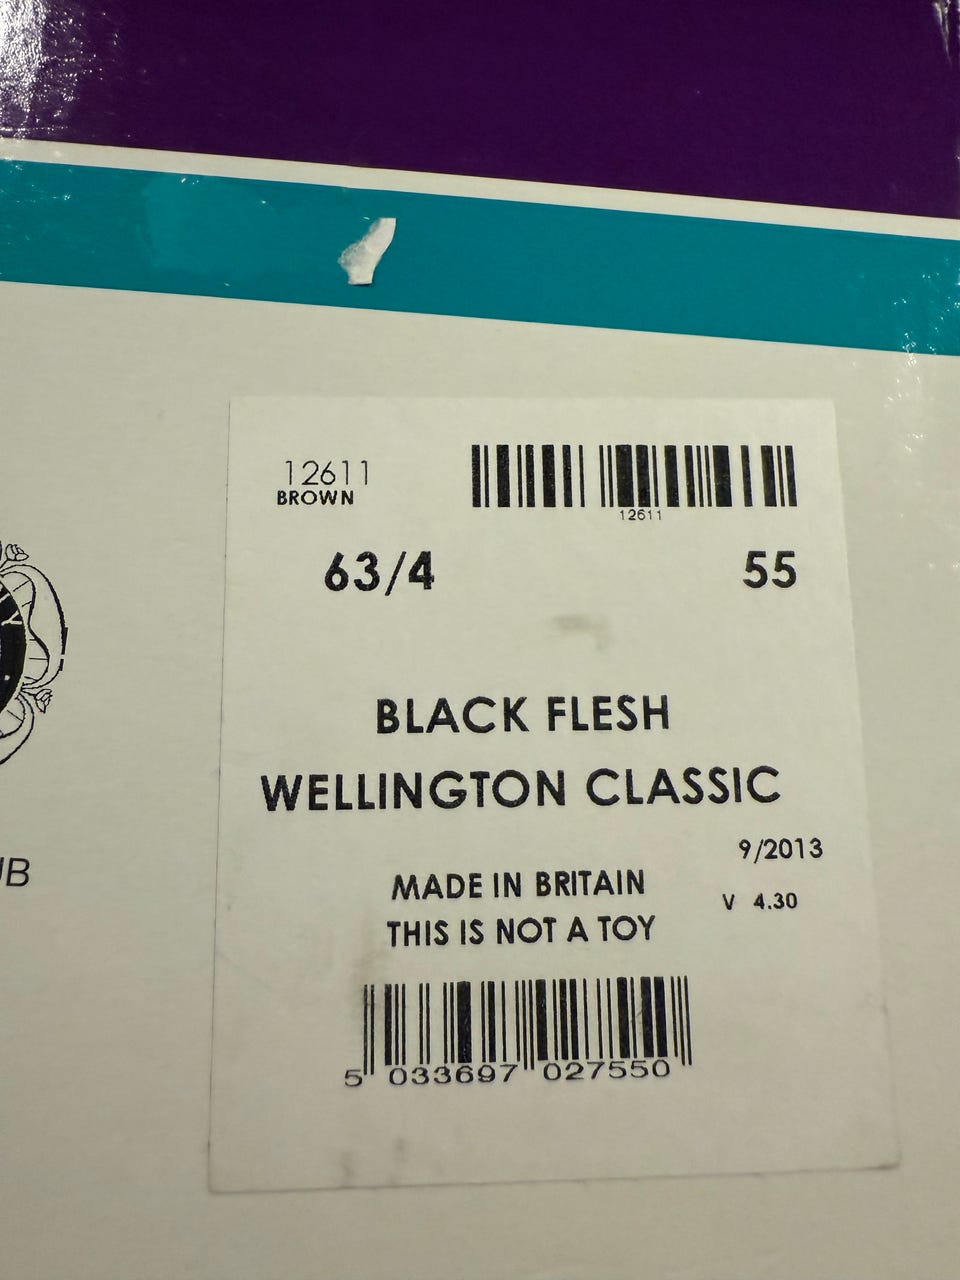 12611
BROWN
12611
63/4 55
BLACK FLESH
WELLINGTON CLASSIC
9/2013
MADE IN BRITAIN
V 4.30
THIS IS NOT A TOY
5 033697 027550